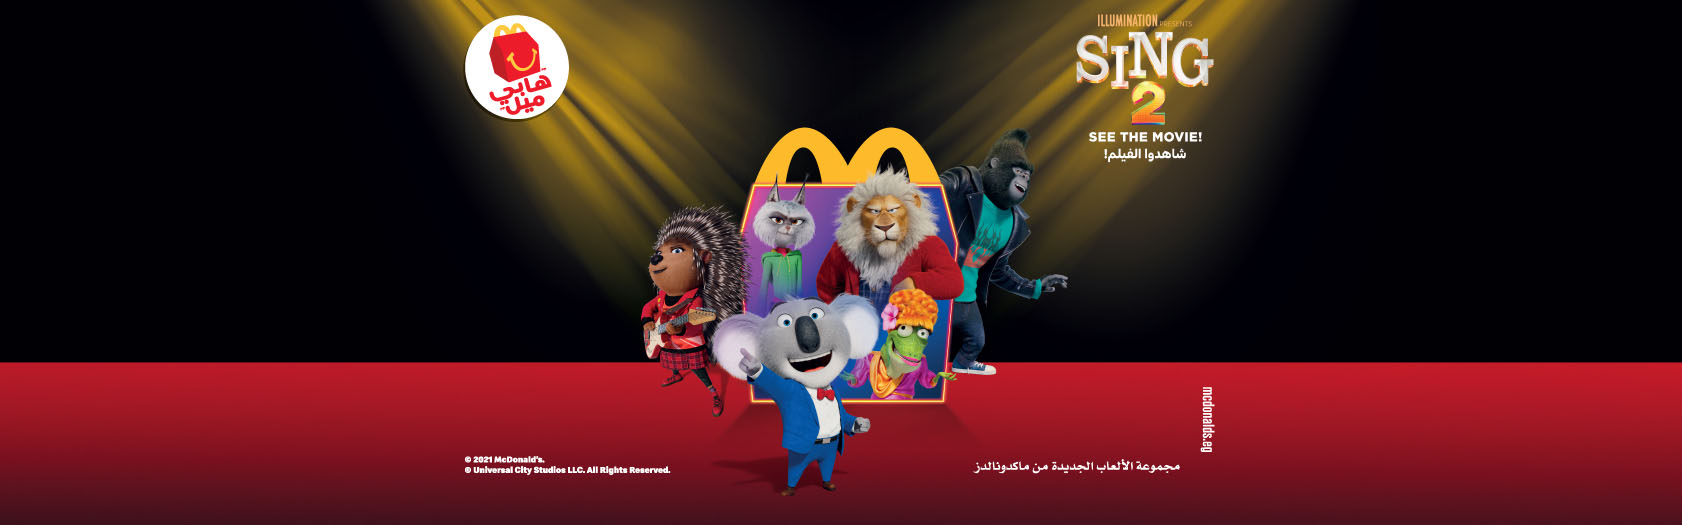 هابي
ميل
ILLUMINATION PRESENTS
SING
2
SEE THE MOVIE!
شاهدوا الفيلم!
mcdonalds.eg
© 2021 McDonald's.
© Universal City Studios LLC. All Rights Reserved.
مجموعة الألعاب الجديدة من ماكدونالدز